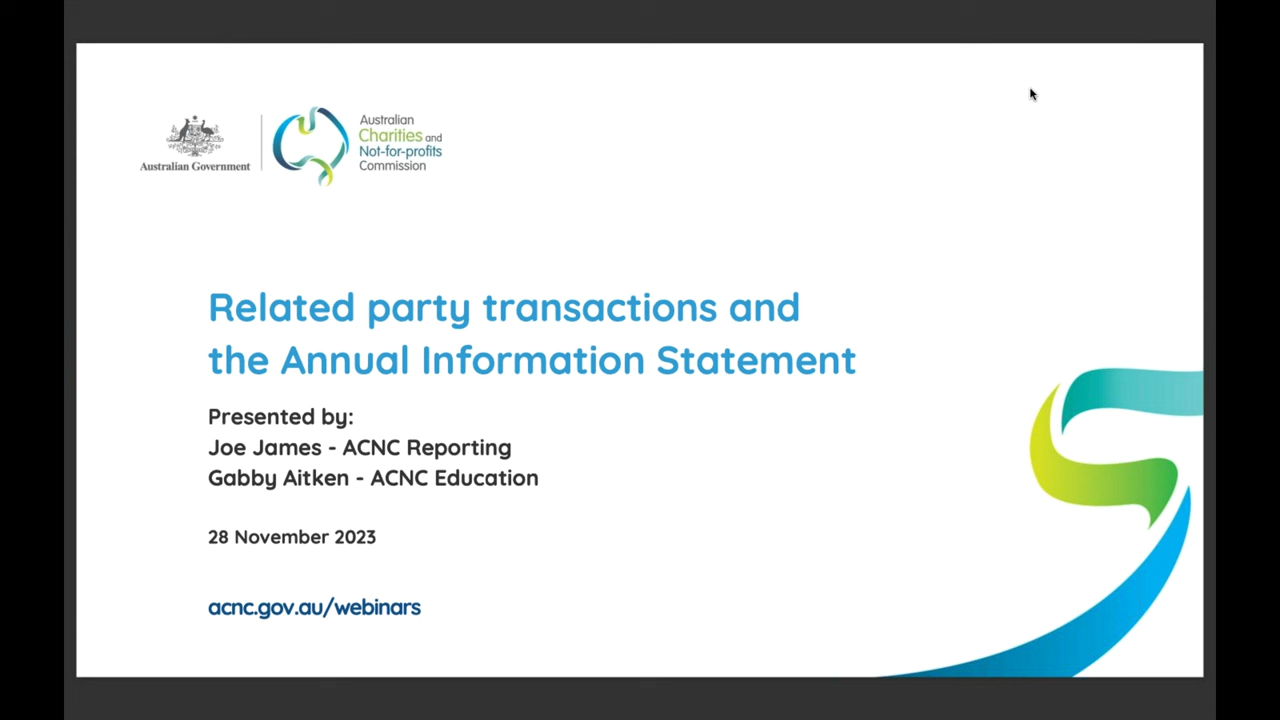 Australian Government
Australian
Charities and
Not-for-profits
Commission
Related party transactions and
the Annual Information Statement
Presented by:
Joe James - ACNC Reporting
Gabby Aitken - ACNC Education
28 November 2023
acnc.gov.au/webinars